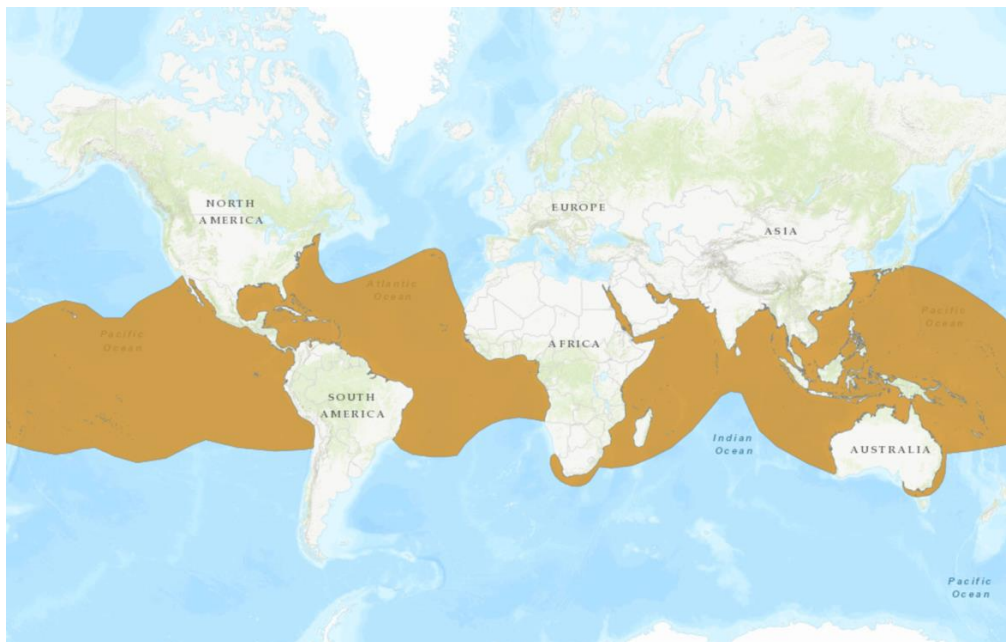 NORTH
AMERICA
EUROPE
ASIA
Atlantic
Ocean
Pacific
Ocean
Pacific
Ocean
AFRICA
SOUTH
AMERICA
Indian
Ocean
AUSTRALIA
Pacific
Ocean